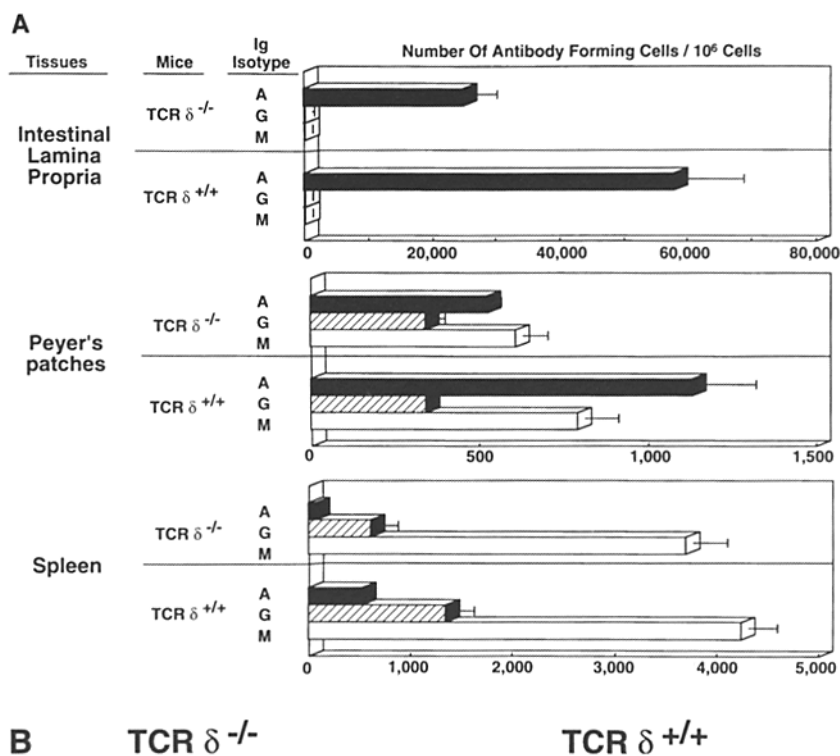 A
Tissues Mice Ig Isotype Number Of Antibody Forming Cells / 10⁶ Cells
Intestinal Lamina Propria
TCR δ -/-
A
G
M
TCR δ +/+
A
G
M
0 20,000 40,000 60,000 80,000
Peyer's patches
TCR δ -/-
A
G
M
TCR δ +/+
A
G
M
0 500 1,000 1,500
Spleen
TCR δ -/-
A
G
M
TCR δ +/+
A
G
M
0 1,000 2,000 3,000 4,000 5,000
B TCR δ -/- TCR δ +/+